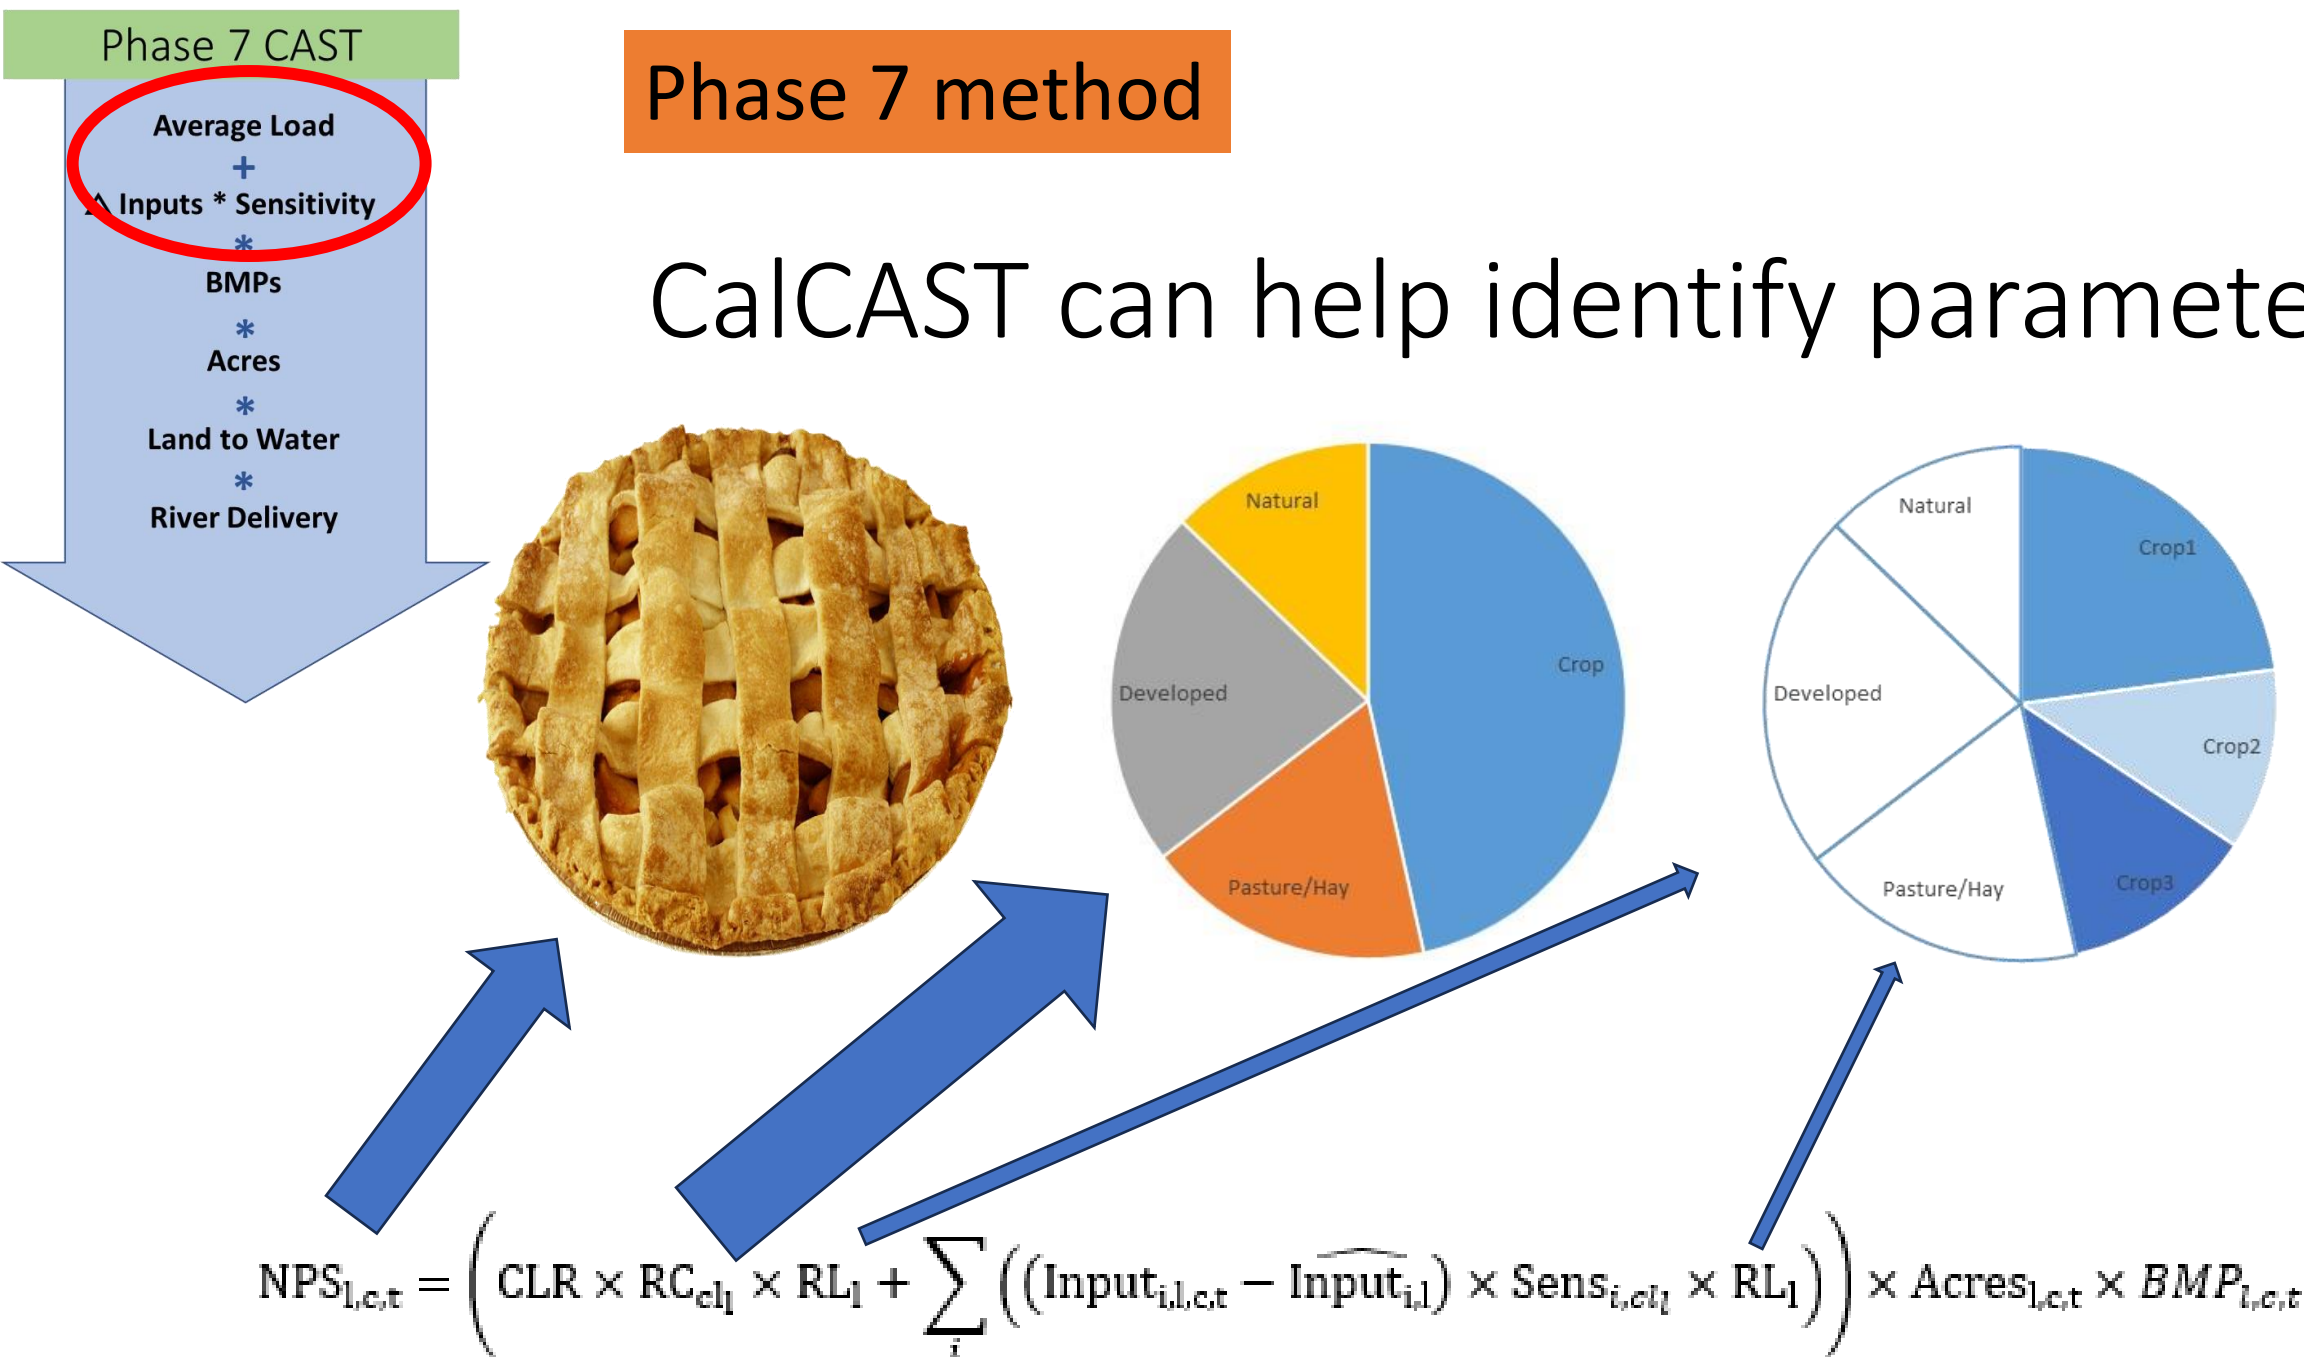 Phase 7 CAST
Average Load
+
Δ Inputs * Sensitivity
*
BMPs
*
Acres
*
Land to Water
*
River Delivery
Phase 7 method
CalCAST can help identify paramete
Natural
Crop
Developed
Pasture/Hay
Natural
Crop1
Developed
Crop2
Crop3
Pasture/Hay
NPS_{l,c,t} = ( CLR × RC_{cl_l} × RL_l + ∑_i ( ( Input_{i,l,c,t} − \widehat{Input_{i,l}} ) × Sens_{i,cl_l} × RL_l ) ) × Acres_{l,c,t} × BMP_{l,c,t}